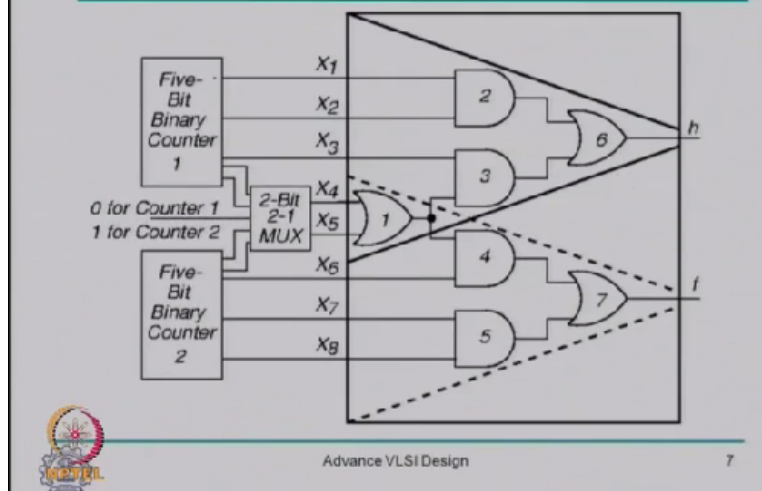 Five-
Bit
Binary
Counter
1
0 for Counter 1
1 for Counter 2
2-Bit
2-1
MUX
Five-
Bit
Binary
Counter
2
X1
X2
X3
X4
X5
X6
X7
X8
1
2
3
4
5
6
7
h
f
NPTEL
Advance VLSI Design
7